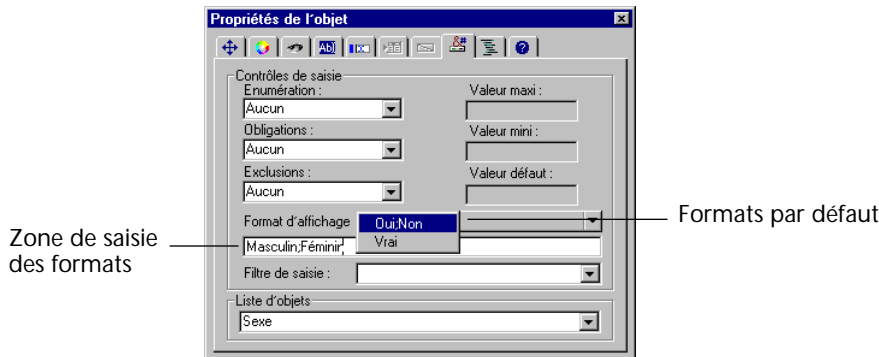 Propriétés de l'objet
Ab
&#
?
Contrôles de saisie
Enumération :
Valeur maxi :
Aucun
Obligations :
Valeur mini :
Aucun
Exclusions :
Valeur défaut :
Aucun
Format d'affichage
Oui;Non
Formats par défaut
Vrai
Zone de saisie
des formats
Masculin;Féminin
Filtre de saisie :
Liste d'objets
Sexe